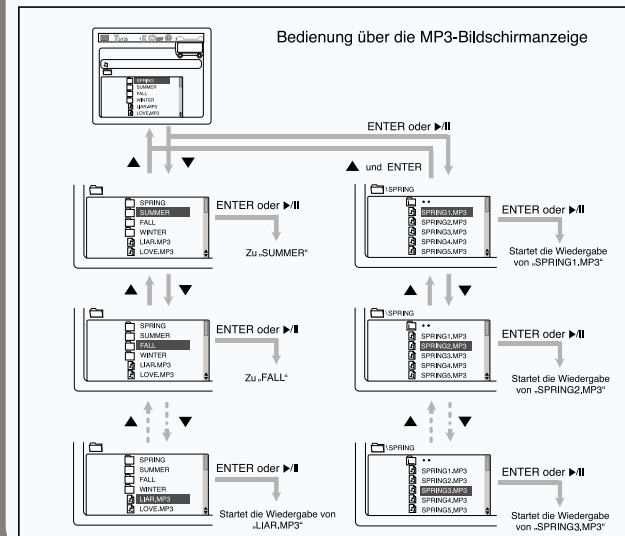 Bedienung über die MP3-Bildschirmanzeige
SPRING
SUMMER
FALL
WINTER
LIAR.MP3
LOVE.MP3
ENTER oder ▶/II
▲ ▼
▲ und ENTER
SPRING
SUMMER
FALL
WINTER
LIAR.MP3
LOVE.MP3
ENTER oder ▶/II
Zu „SUMMER“
\SPRING
..
SPRING1.MP3
SPRING2.MP3
SPRING3.MP3
SPRING4.MP3
SPRING5.MP3
ENTER oder ▶/II
Startet die Wiedergabe
von „SPRING1.MP3“
▲ ▼
▲ ▼
SPRING
SUMMER
FALL
WINTER
LIAR.MP3
LOVE.MP3
ENTER oder ▶/II
Zu „FALL“
\SPRING
..
SPRING1.MP3
SPRING2.MP3
SPRING3.MP3
SPRING4.MP3
SPRING5.MP3
ENTER oder ▶/II
Startet die Wiedergabe
von „SPRING2.MP3“
▲ ▼
▲ ▼
SPRING
SUMMER
FALL
WINTER
LIAR.MP3
LOVE.MP3
ENTER oder ▶/II
Startet die Wiedergabe von
„LIAR.MP3“
\SPRING
..
SPRING1.MP3
SPRING2.MP3
SPRING3.MP3
SPRING4.MP3
SPRING5.MP3
ENTER oder ▶/II
Startet die Wiedergabe
von „SPRING3.MP3“